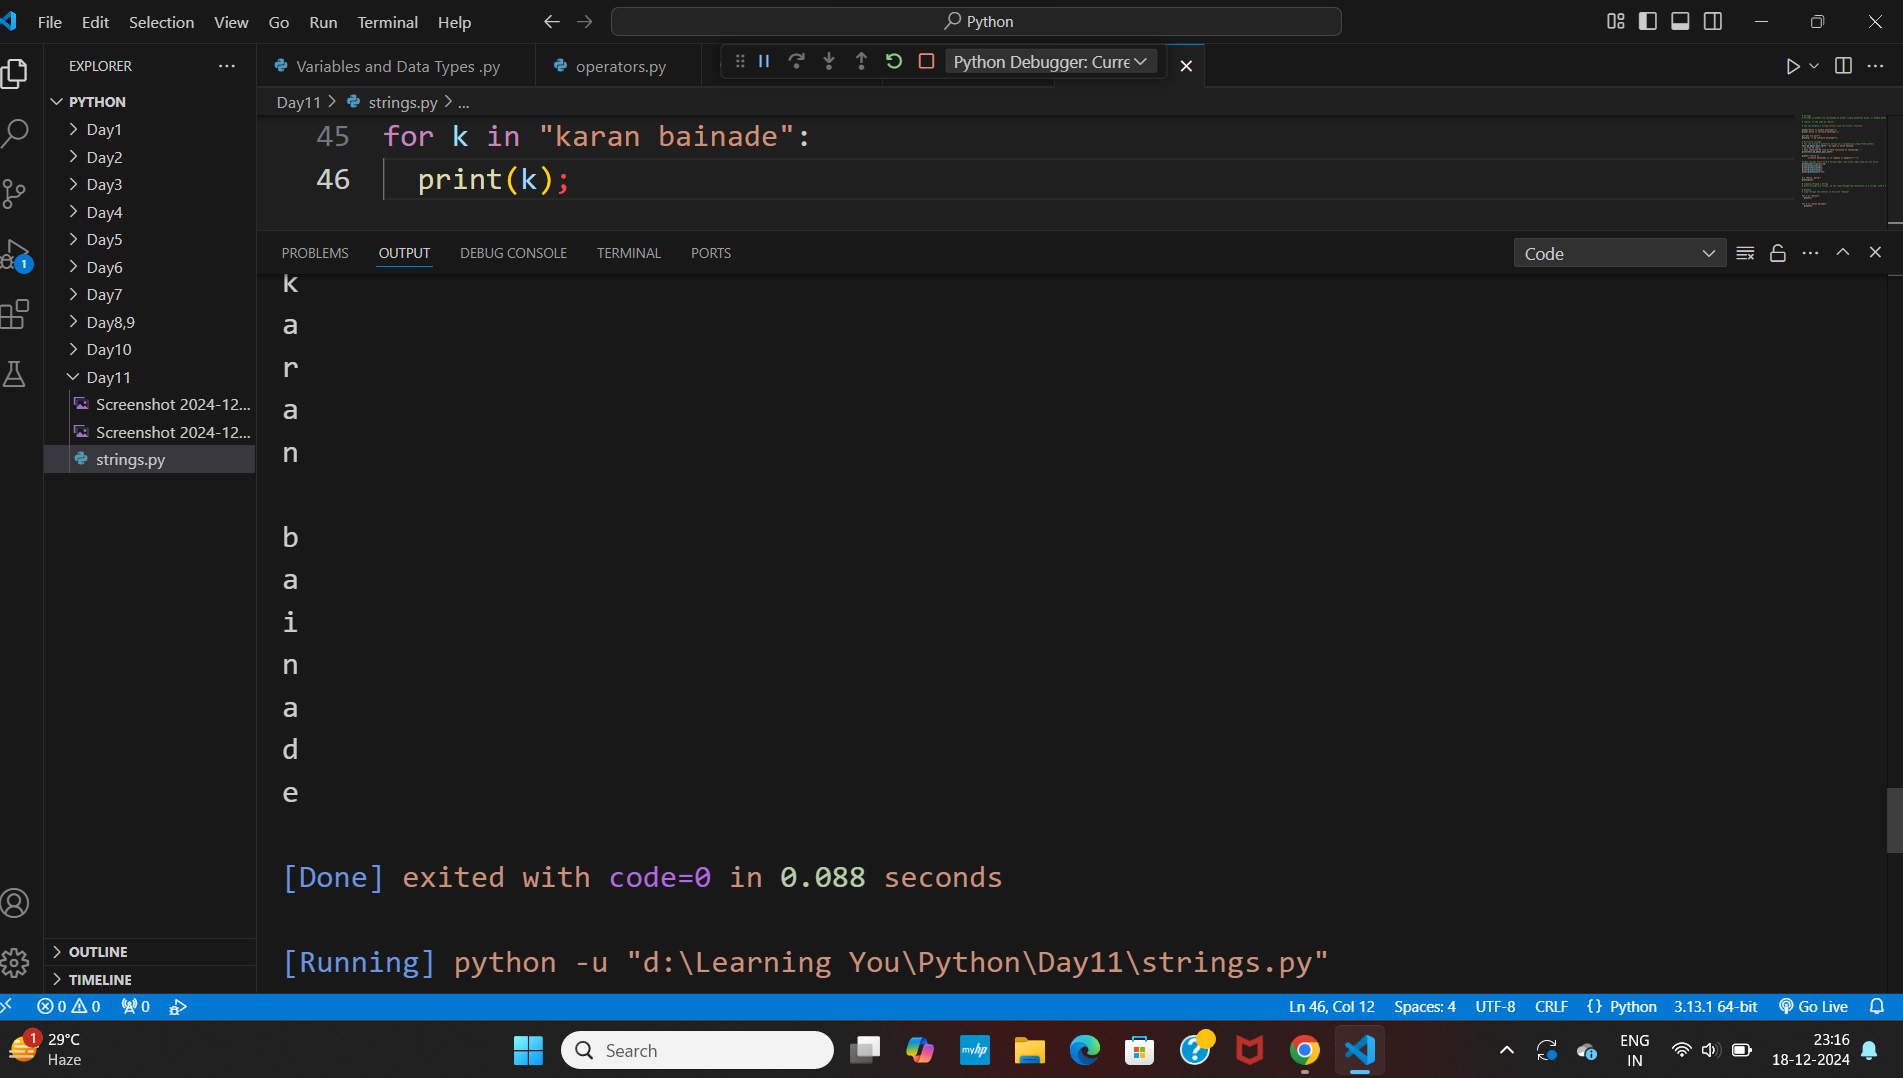 File Edit Selection View Go Run Terminal Help
Python
EXPLORER
Variables and Data Types .py
operators.py
Python Debugger: Curre
PYTHON
Day11 > strings.py > ...
Day1
Day2
Day3
Day4
Day5
Day6
Day7
Day8,9
Day10
Day11
Screenshot 2024-12...
Screenshot 2024-12...
strings.py
OUTLINE
TIMELINE
1
45 for k in "karan bainade":
46 print(k);
PROBLEMS OUTPUT DEBUG CONSOLE TERMINAL PORTS
Code
k
a
r
a
n
b
a
i
n
a
d
e
[Done] exited with code=0 in 0.088 seconds
[Running] python -u "d:\Learning You\Python\Day11\strings.py"
0 0 0
Ln 46, Col 12 Spaces: 4 UTF-8 CRLF {} Python 3.13.1 64-bit Go Live
1
29°C
Haze
Search
myhp
ENG
IN
23:16
18-12-2024